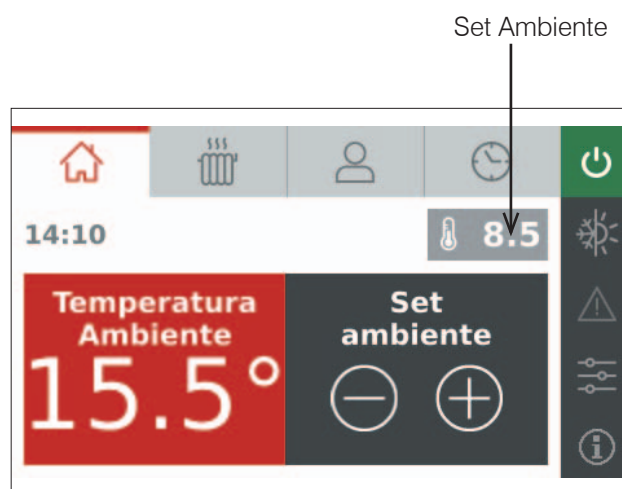 Set Ambiente
14:10
8.5
Temperatura
Ambiente
15.5°
Set
ambiente